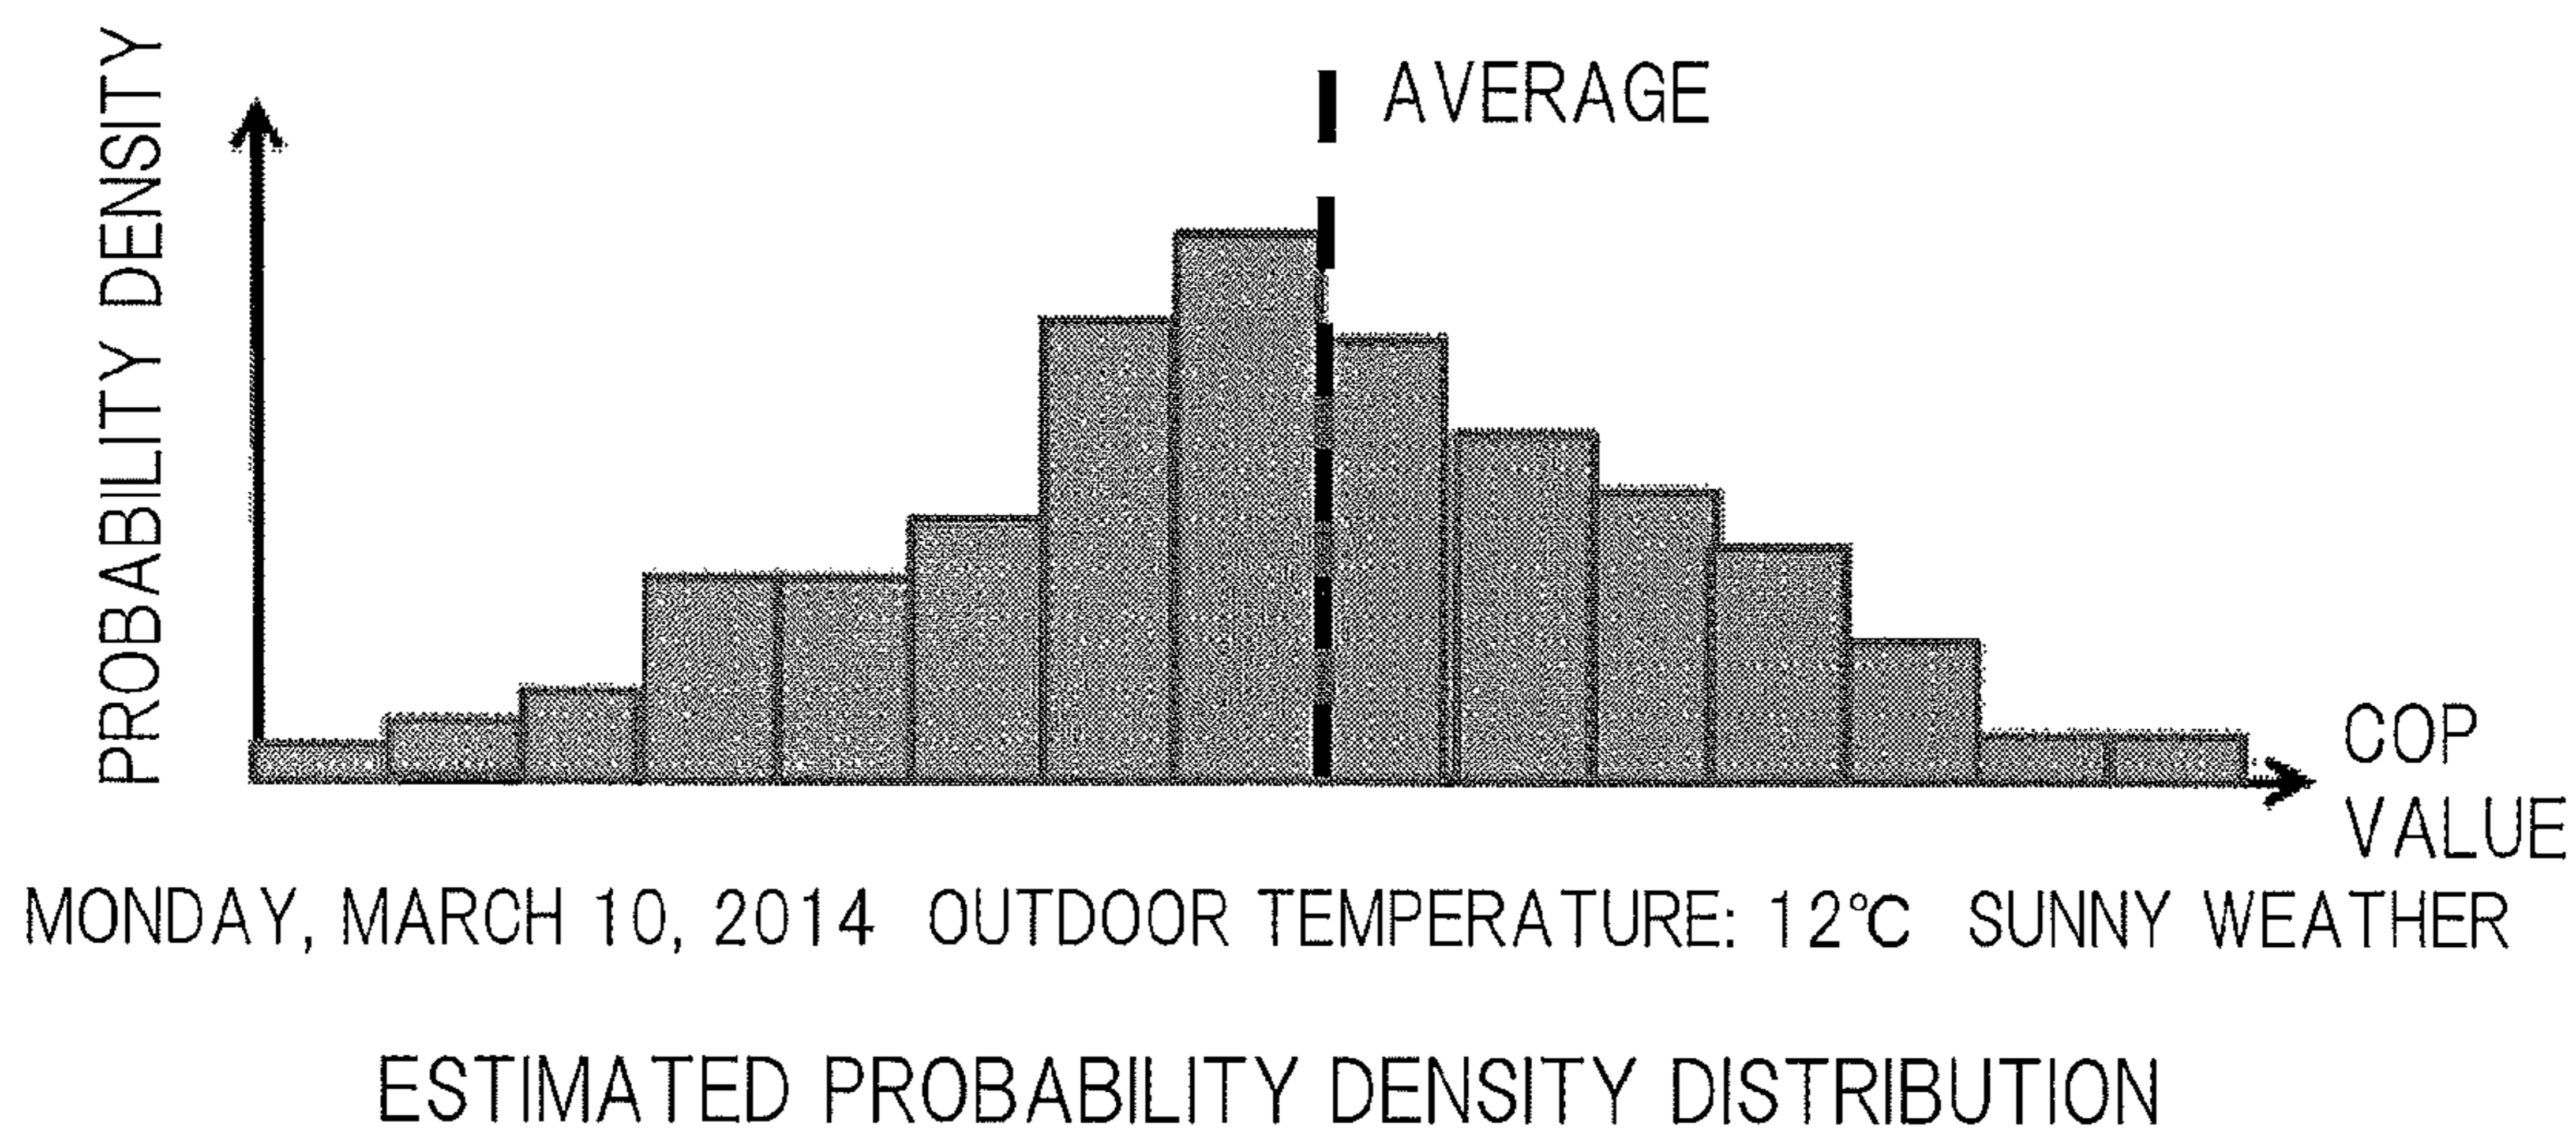 PROBABILITY DENSITY
AVERAGE
COP
VALUE
MONDAY, MARCH 10, 2014 OUTDOOR TEMPERATURE: 12℃ SUNNY WEATHER
ESTIMATED PROBABILITY DENSITY DISTRIBUTION